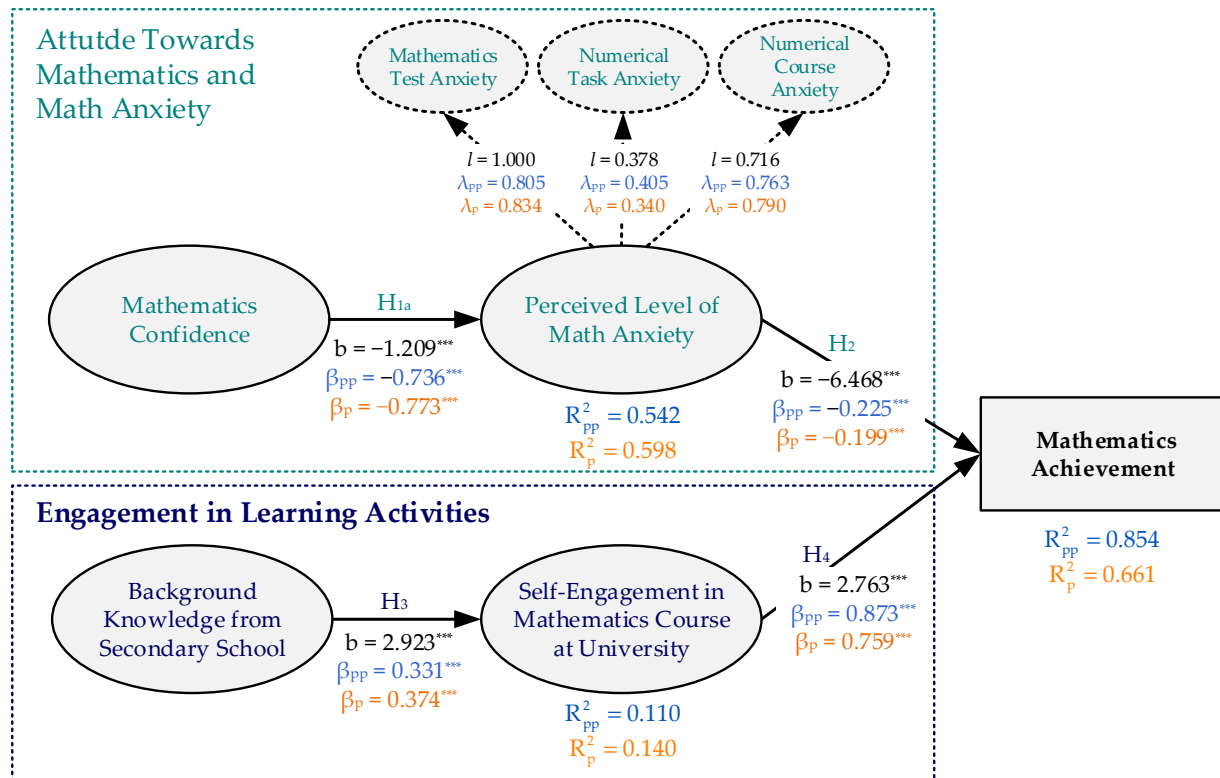 Attutde Towards
Mathematics and
Math Anxiety
Mathematics
Test Anxiety
Numerical
Task Anxiety
Numerical
Course
Anxiety
l = 1.000
λpp = 0.805
λp = 0.834
l = 0.378
λpp = 0.405
λp = 0.340
l = 0.716
λpp = 0.763
λp = 0.790
Mathematics
Confidence
H1a
b = −1.209***
βpp = −0.736***
βp = −0.773***
Perceived Level of
Math Anxiety
R²pp = 0.542
R²p = 0.598
H2
b = −6.468***
βpp = −0.225***
βp = −0.199***
Mathematics
Achievement
R²pp = 0.854
R²p = 0.661
Engagement in Learning Activities
Background
Knowledge from
Secondary School
H3
b = 2.923***
βpp = 0.331***
βp = 0.374***
Self-Engagement in
Mathematics Course
at University
R²pp = 0.110
R²p = 0.140
H4
b = 2.763***
βpp = 0.873***
βp = 0.759***